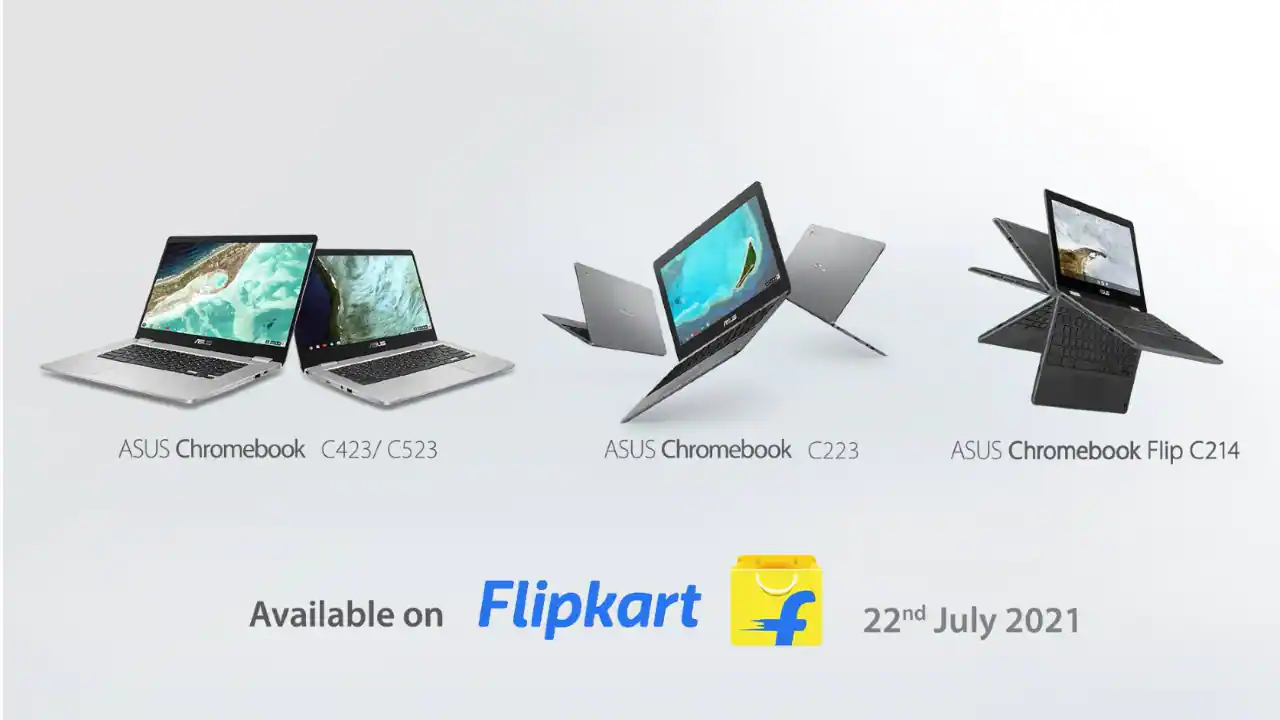 ASUS Chromebook C423/ C523
ASUS Chromebook C223
ASUS Chromebook Flip C214
Available on Flipkart 22nd July 2021